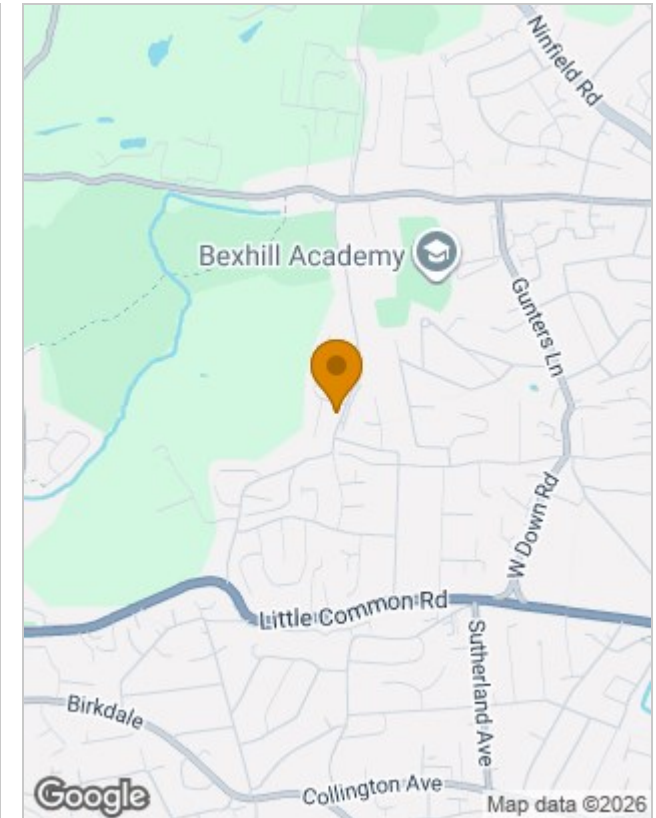 Ninfield Rd
Bexhill Academy
Gunters Ln
W Down Rd
Little Common Rd
Sutherland Ave
Birkdale
Collington Ave
Google
Map data ©2026